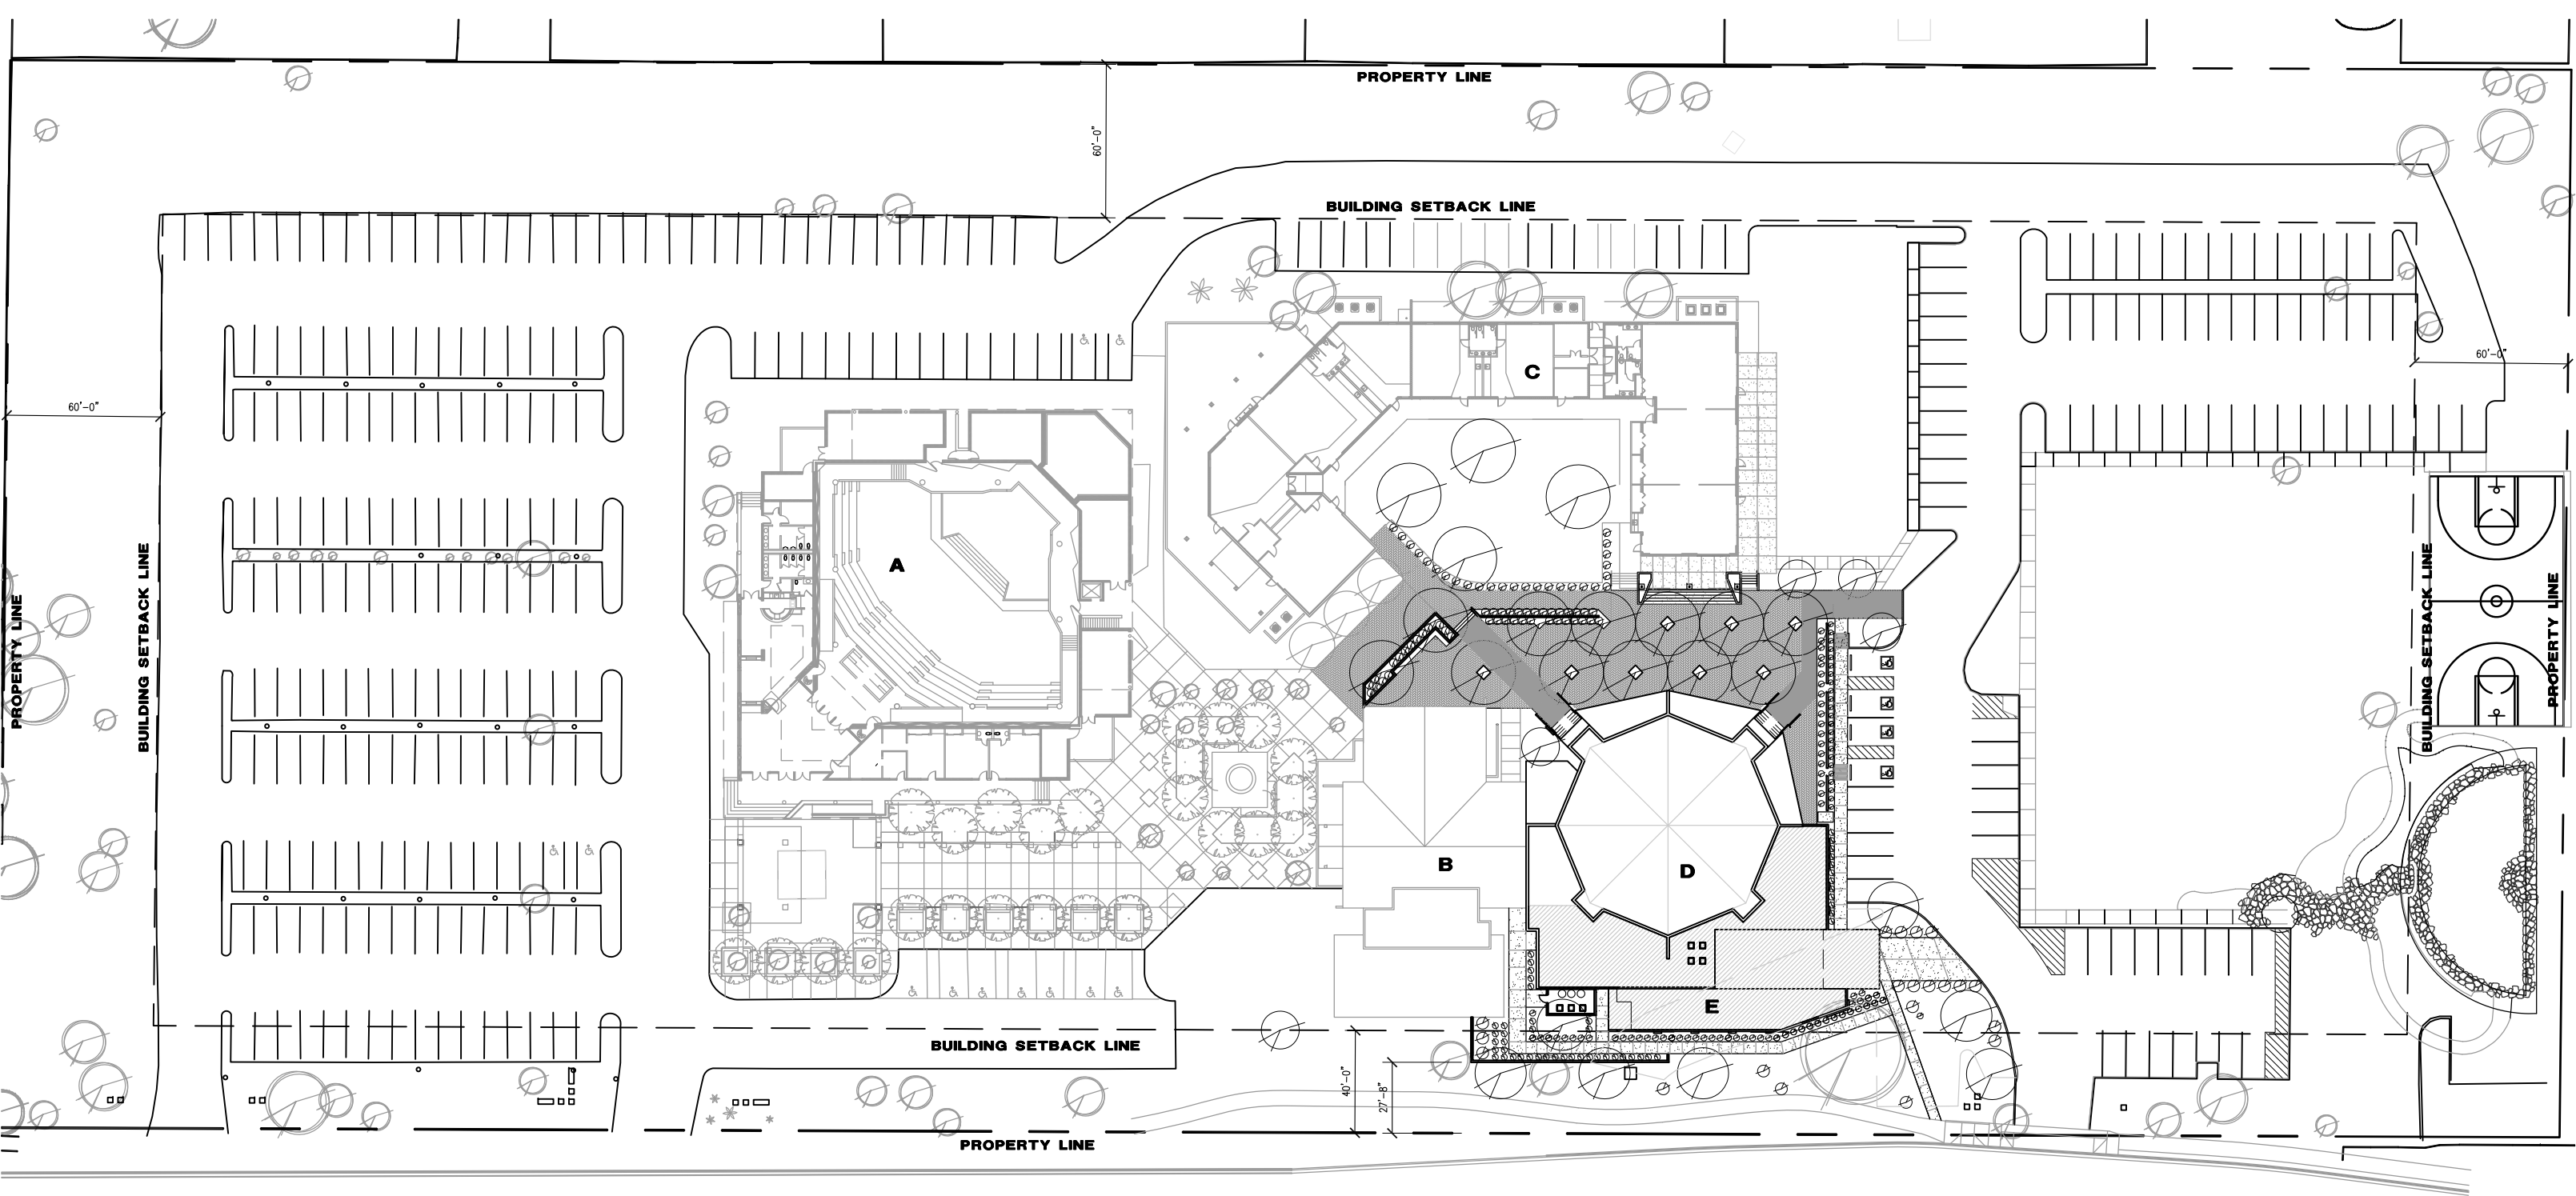 PROPERTY LINE
60'-0"
BUILDING SETBACK LINE
60'-0"
60'-0"
C
A
PROPERTY LINE
BUILDING SETBACK LINE
BUILDING SETBACK LINE
PROPERTY LINE
B
D
E
BUILDING SETBACK LINE
40'-0"
27'-8"
PROPERTY LINE